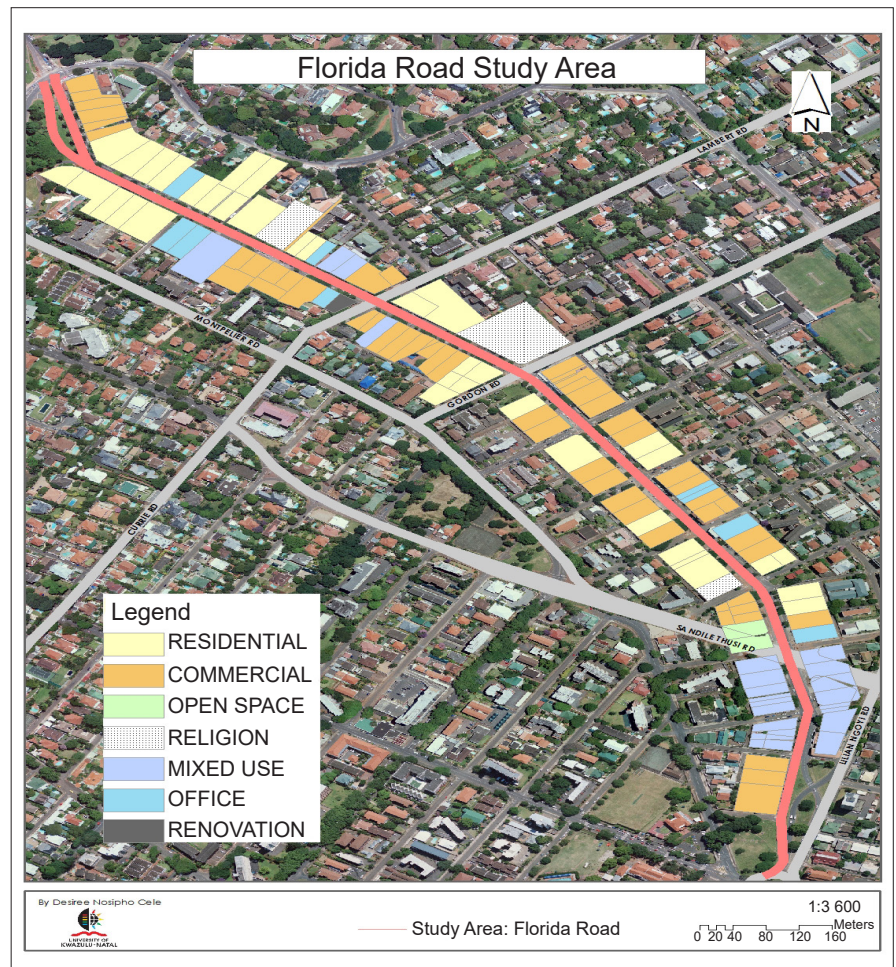 Florida Road Study Area
N
LAMBERT RD
MONTPELIER RD
GORDON RD
CURRIE RD
SANDILE THUSI RD
LILIAN NGOYI RD
Legend
RESIDENTIAL
COMMERCIAL
OPEN SPACE
RELIGION
MIXED USE
OFFICE
RENOVATION
By Desiree Nosipho Cele
UNIVERSITY OF
KWAZULU-NATAL
Study Area: Florida Road
1:3 600
Meters
0 20 40 80 120 160